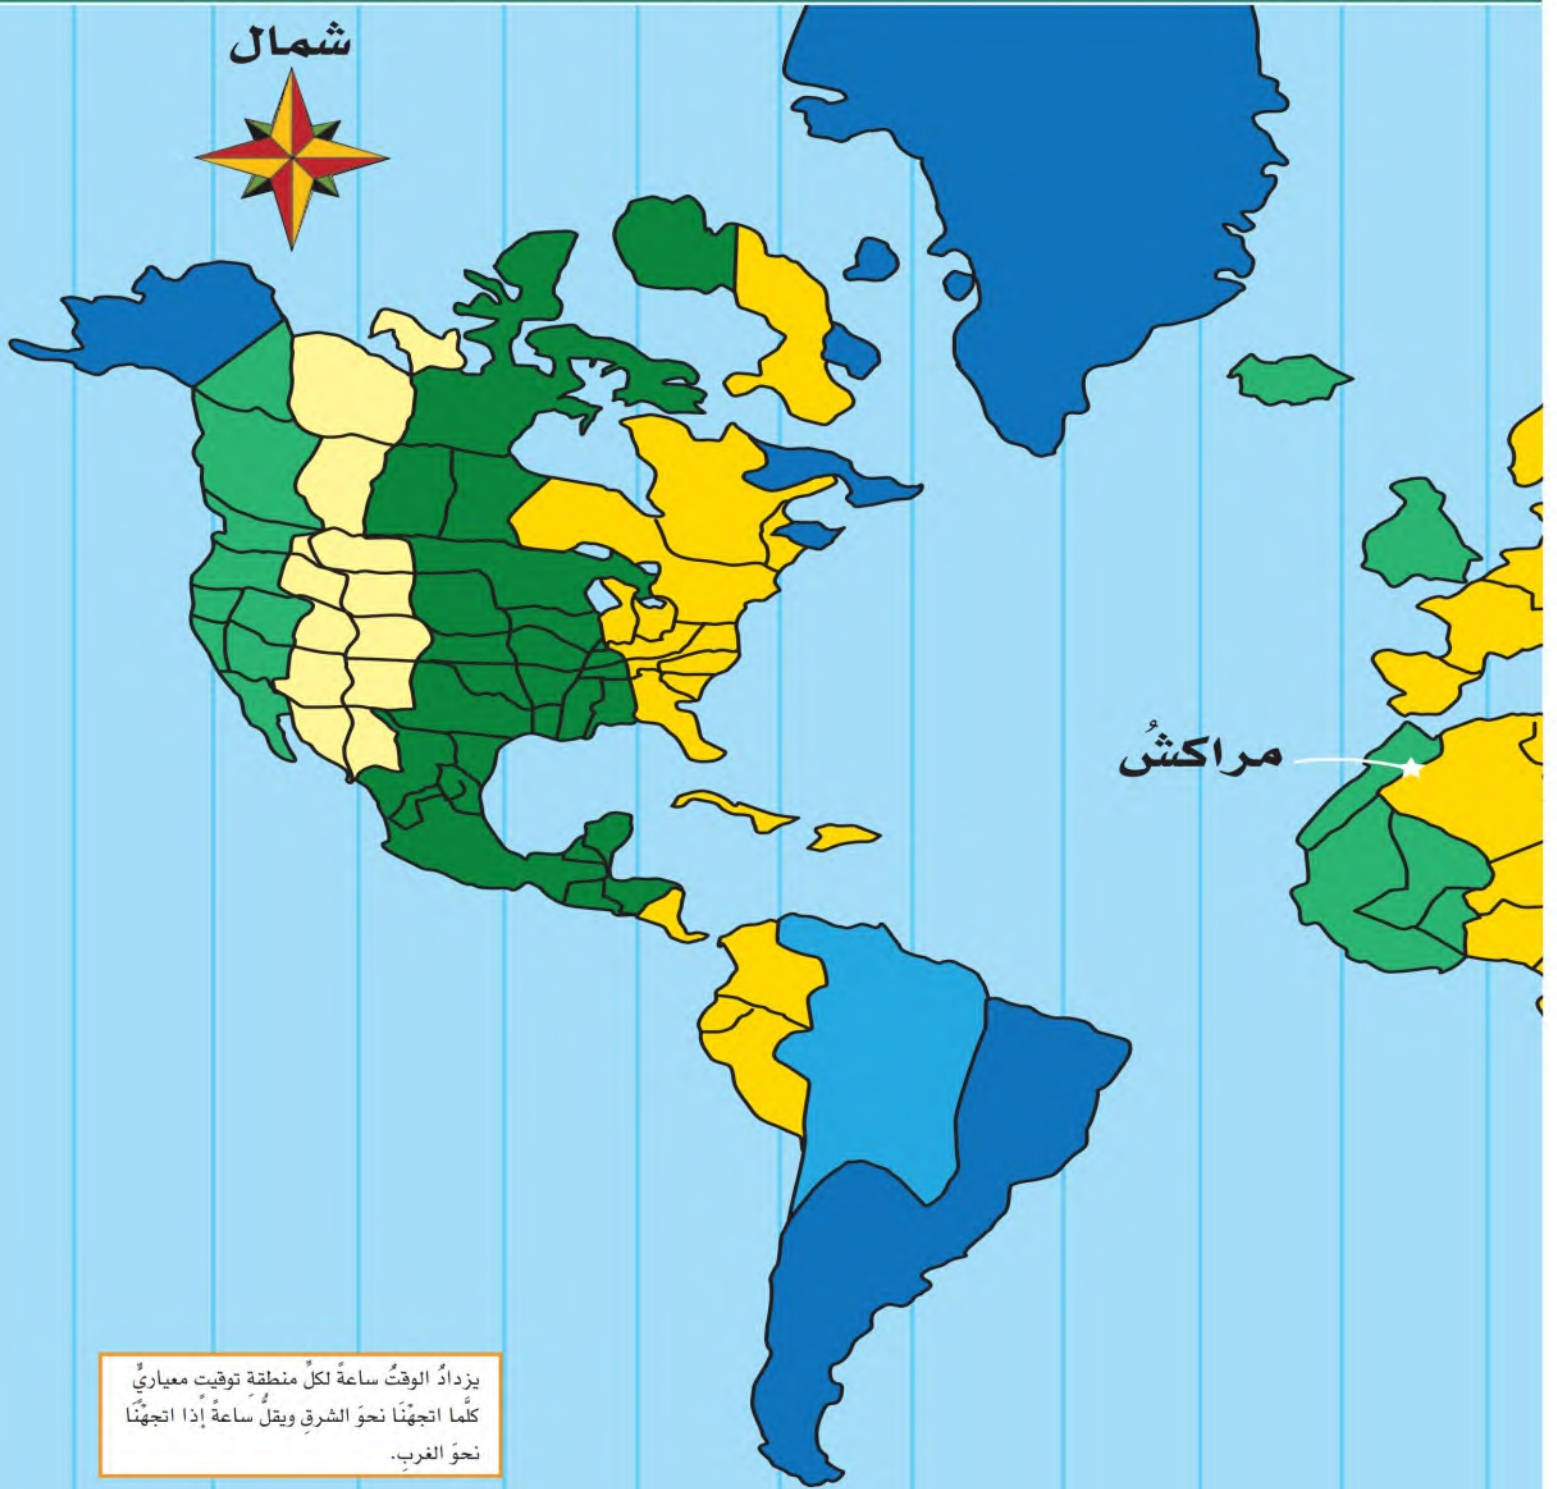 شمال
مراكشُ
يزدادُ الوقتُ ساعةً لكلِّ منطقةِ توقيتٍ معياريٍّ
كلَّما اتجهْنَا نحوَ الشرقِ ويقلُّ ساعةً إذا اتجهْنَا
نحوَ الغربِ.